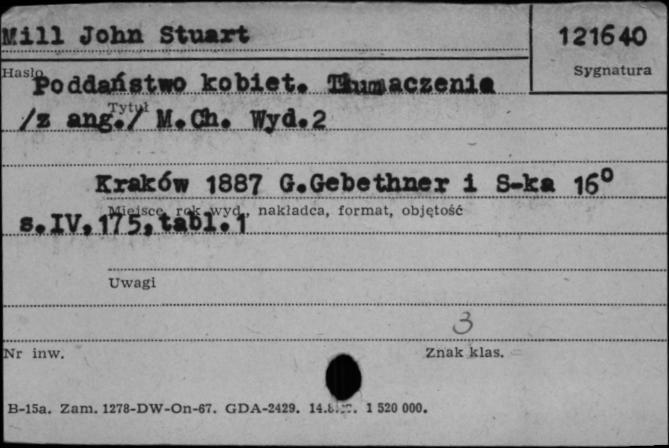 Mill John Stuart
121640
Hasło
Sygnatura
Poddaństwo kobiet. Tłumaczenie
Tytuł
/z ang./ M.Ch. Wyd.2
Kraków 1887 G.Gebethner i S-ka 16°
Miejsce, rok wyd., nakładca, format, objętość
s.IV,175,tabl.1
Uwagi
3
Nr inw.
Znak klas.
B-15a. Zam. 1278-DW-On-67. GDA-2429. 1 520 000.